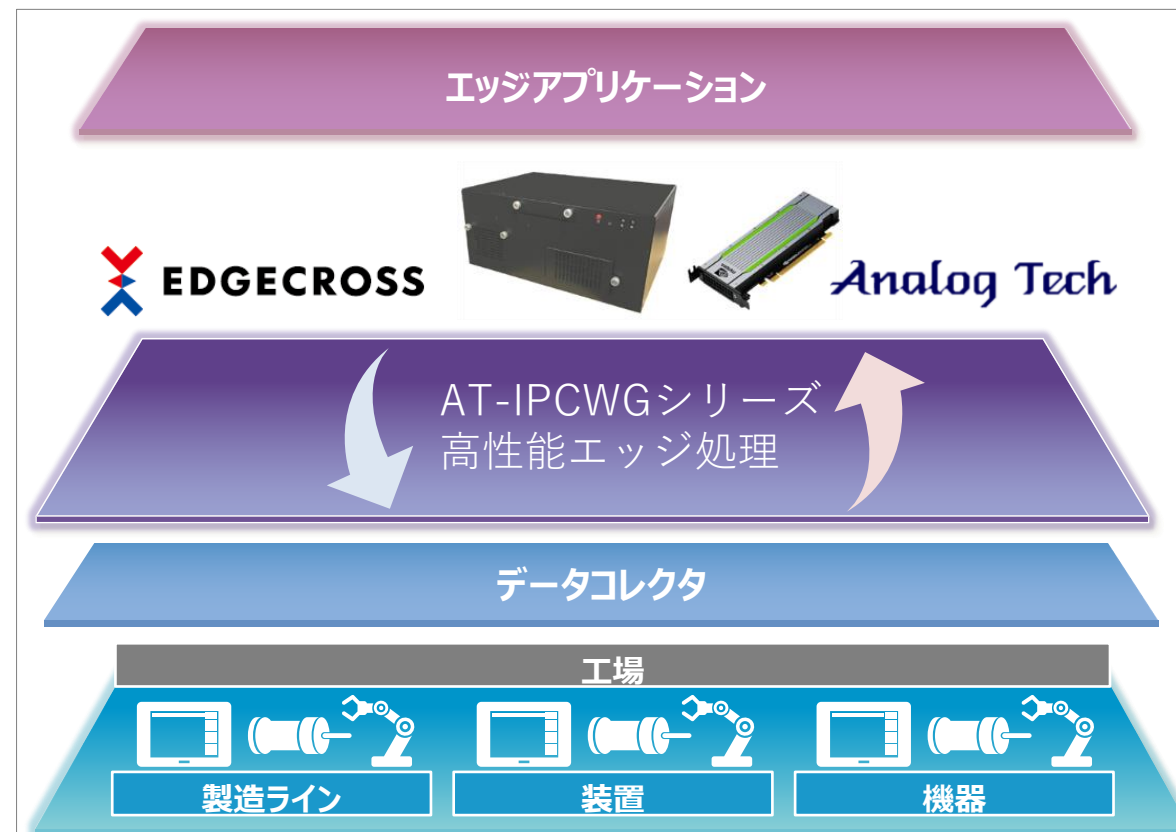 エッジアプリケーション
EDGECROSS
Analog Tech
AT-IPCWGシリーズ
高性能エッジ処理
データコレクタ
工場
製造ライン
装置
機器